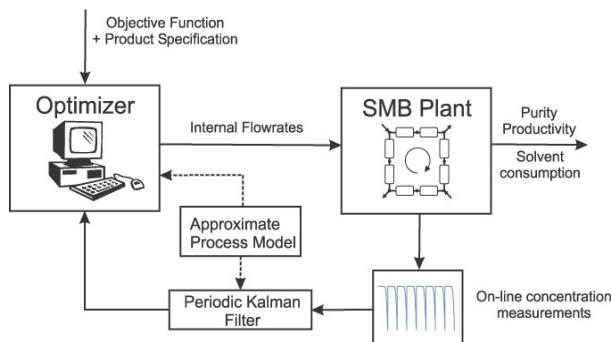 Objective Function
+ Product Specification
Optimizer
Internal Flowrates
SMB Plant
Purity
Productivity
Solvent
consumption
Approximate
Process Model
Periodic Kalman
Filter
On-line concentration
measurements